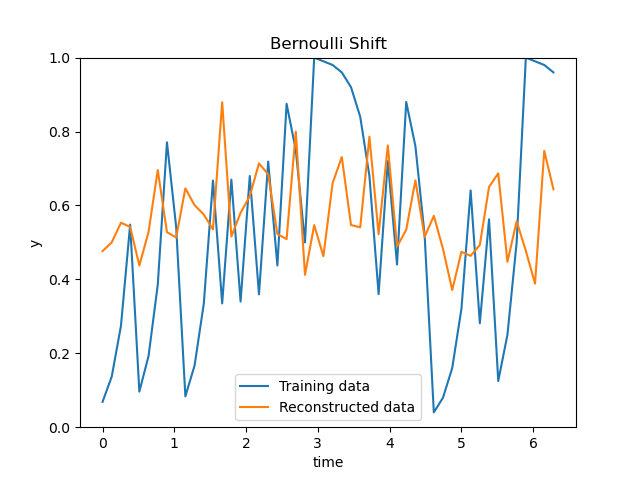 Bernoulli Shift
1.0
0.8
0.6
0.4
0.2
0.0
y
0 1 2 3 4 5 6
time
Training data
Reconstructed data